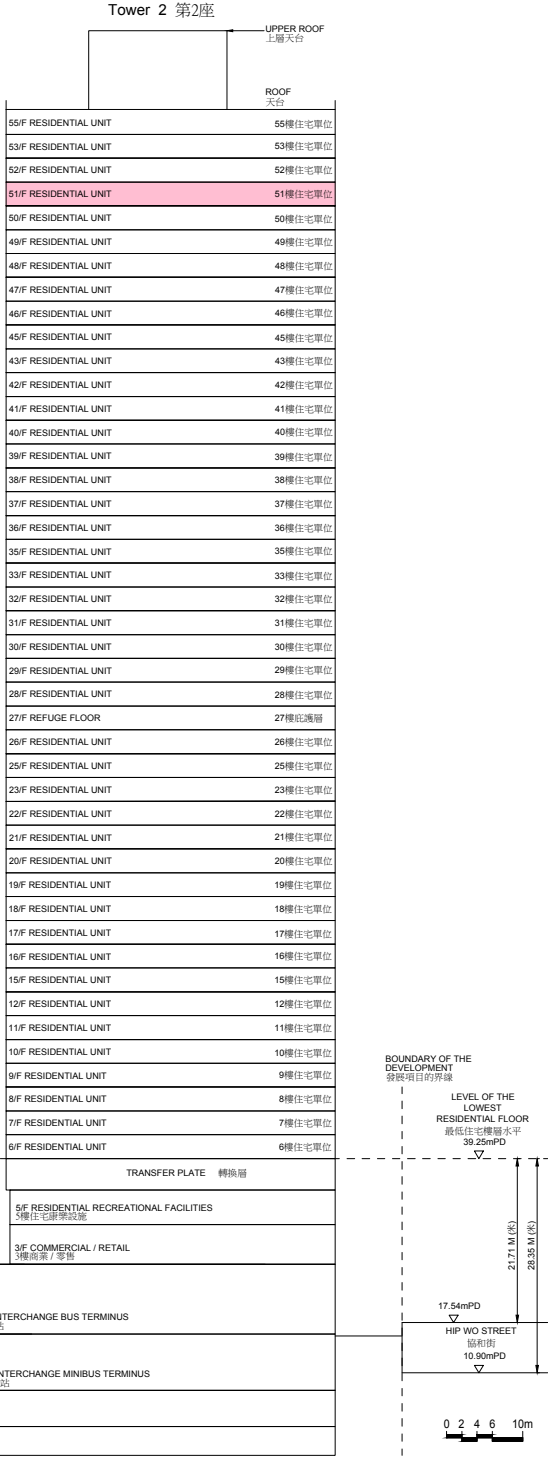 Tower 2 第2座
UPPER ROOF
上層天台
ROOF
天台
55/F RESIDENTIAL UNIT 55樓住宅單位
53/F RESIDENTIAL UNIT 53樓住宅單位
52/F RESIDENTIAL UNIT 52樓住宅單位
51/F RESIDENTIAL UNIT 51樓住宅單位
50/F RESIDENTIAL UNIT 50樓住宅單位
49/F RESIDENTIAL UNIT 49樓住宅單位
48/F RESIDENTIAL UNIT 48樓住宅單位
47/F RESIDENTIAL UNIT 47樓住宅單位
46/F RESIDENTIAL UNIT 46樓住宅單位
45/F RESIDENTIAL UNIT 45樓住宅單位
43/F RESIDENTIAL UNIT 43樓住宅單位
42/F RESIDENTIAL UNIT 42樓住宅單位
41/F RESIDENTIAL UNIT 41樓住宅單位
40/F RESIDENTIAL UNIT 40樓住宅單位
39/F RESIDENTIAL UNIT 39樓住宅單位
38/F RESIDENTIAL UNIT 38樓住宅單位
37/F RESIDENTIAL UNIT 37樓住宅單位
36/F RESIDENTIAL UNIT 36樓住宅單位
35/F RESIDENTIAL UNIT 35樓住宅單位
33/F RESIDENTIAL UNIT 33樓住宅單位
32/F RESIDENTIAL UNIT 32樓住宅單位
31/F RESIDENTIAL UNIT 31樓住宅單位
30/F RESIDENTIAL UNIT 30樓住宅單位
29/F RESIDENTIAL UNIT 29樓住宅單位
28/F RESIDENTIAL UNIT 28樓住宅單位
27/F REFUGE FLOOR 27樓庇護層
26/F RESIDENTIAL UNIT 26樓住宅單位
25/F RESIDENTIAL UNIT 25樓住宅單位
23/F RESIDENTIAL UNIT 23樓住宅單位
22/F RESIDENTIAL UNIT 22樓住宅單位
21/F RESIDENTIAL UNIT 21樓住宅單位
20/F RESIDENTIAL UNIT 20樓住宅單位
19/F RESIDENTIAL UNIT 19樓住宅單位
18/F RESIDENTIAL UNIT 18樓住宅單位
17/F RESIDENTIAL UNIT 17樓住宅單位
16/F RESIDENTIAL UNIT 16樓住宅單位
15/F RESIDENTIAL UNIT 15樓住宅單位
12/F RESIDENTIAL UNIT 12樓住宅單位
11/F RESIDENTIAL UNIT 11樓住宅單位
10/F RESIDENTIAL UNIT 10樓住宅單位
9/F RESIDENTIAL UNIT 9樓住宅單位
8/F RESIDENTIAL UNIT 8樓住宅單位
7/F RESIDENTIAL UNIT 7樓住宅單位
6/F RESIDENTIAL UNIT 6樓住宅單位
TRANSFER PLATE 轉換層
5/F RESIDENTIAL RECREATIONAL FACILITIES
5樓住宅康樂設施
3/F COMMERCIAL / RETAIL
3樓商業 / 零售
NTERCHANGE BUS TERMINUS
站
NTERCHANGE MINIBUS TERMINUS
站
BOUNDARY OF THE
DEVELOPMENT
發展項目的界線
LEVEL OF THE
LOWEST
RESIDENTIAL FLOOR
最低住宅樓層水平
39.25mPD
21.71 M (米)
28.35 M (米)
17.54mPD
HIP WO STREET
協和街
10.90mPD
0 2 4 6 10m